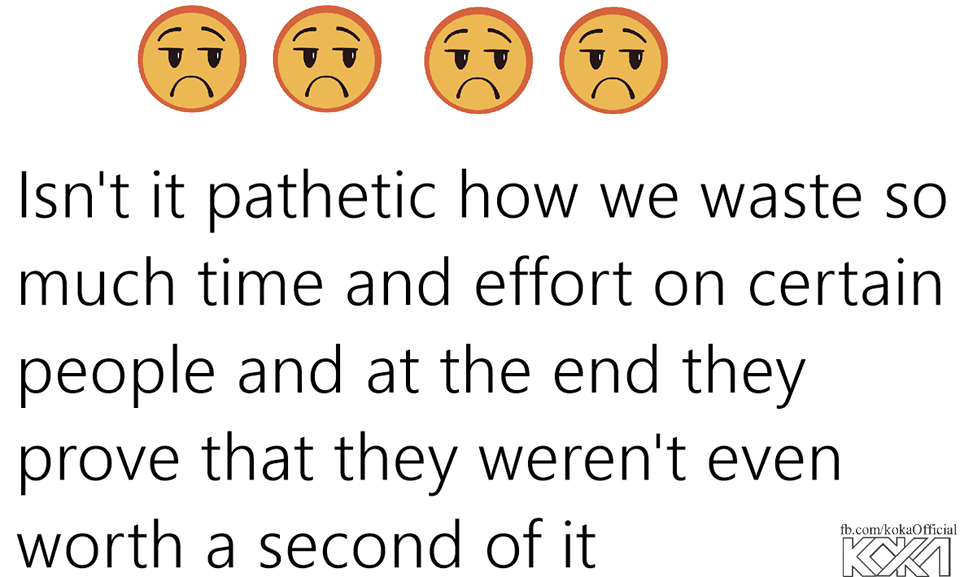 Isn't it pathetic how we waste so
much time and effort on certain
people and at the end they
prove that they weren't even
worth a second of it
fb.com/kokaOfficial
KOKA